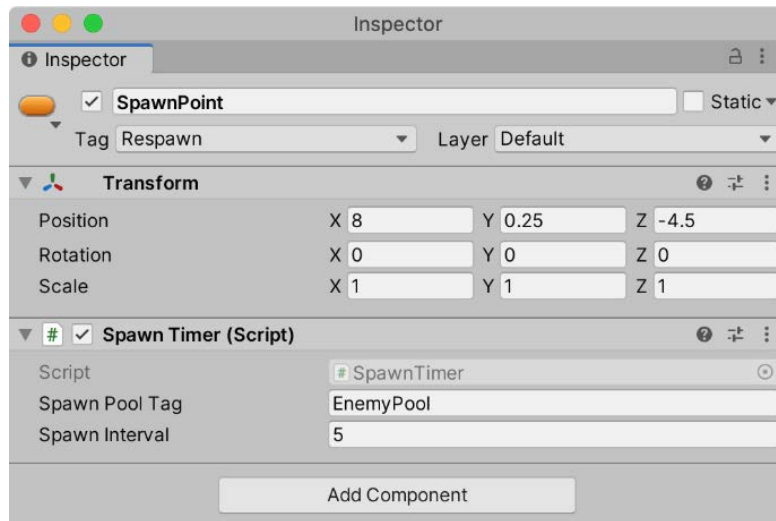 Inspector
Inspector
SpawnPoint Static
Tag Respawn Layer Default
Transform
Position X 8 Y 0.25 Z -4.5
Rotation X 0 Y 0 Z 0
Scale X 1 Y 1 Z 1
# Spawn Timer (Script)
Script # SpawnTimer
Spawn Pool Tag EnemyPool
Spawn Interval 5
Add Component